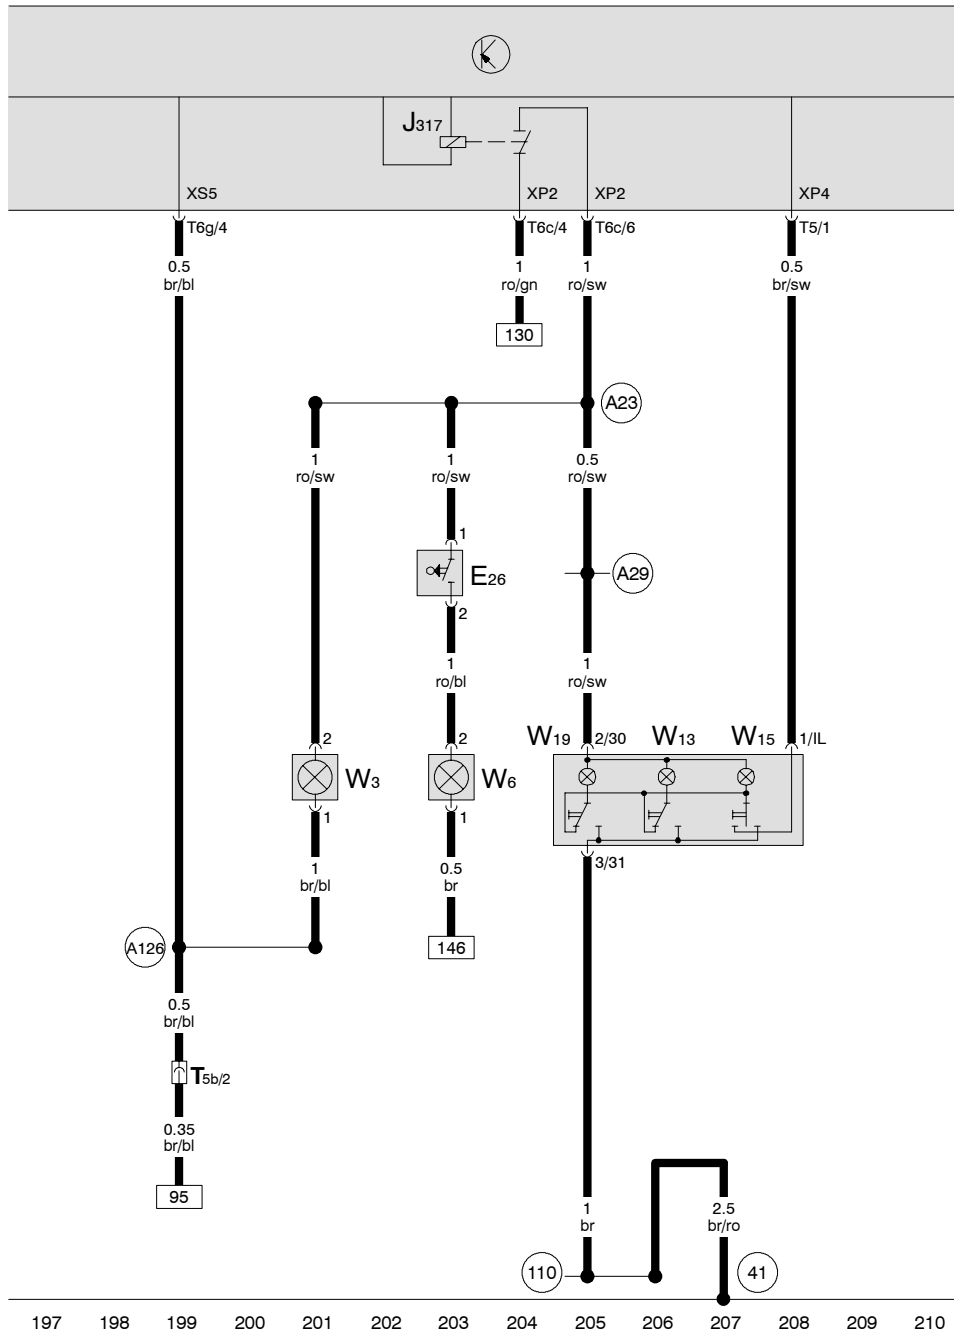 J317
XS5
XP2
XP2
XP4
T6g/4
T6c/4
T6c/6
T5/1
0.5
br/bl
1
ro/gn
1
ro/sw
0.5
br/sw
130
A23
1
ro/sw
1
ro/sw
0.5
ro/sw
1
E26
A29
2
1
ro/bl
1
ro/sw
2
2
W19
2/30
W13
W15
1/IL
W3
W6
1
1
3/31
1
br/bl
0.5
br
A126
146
0.5
br/bl
T5b/2
0.35
br/bl
95
1
br
2.5
br/ro
110
41
197 198 199 200 201 202 203 204 205 206 207 208 209 210